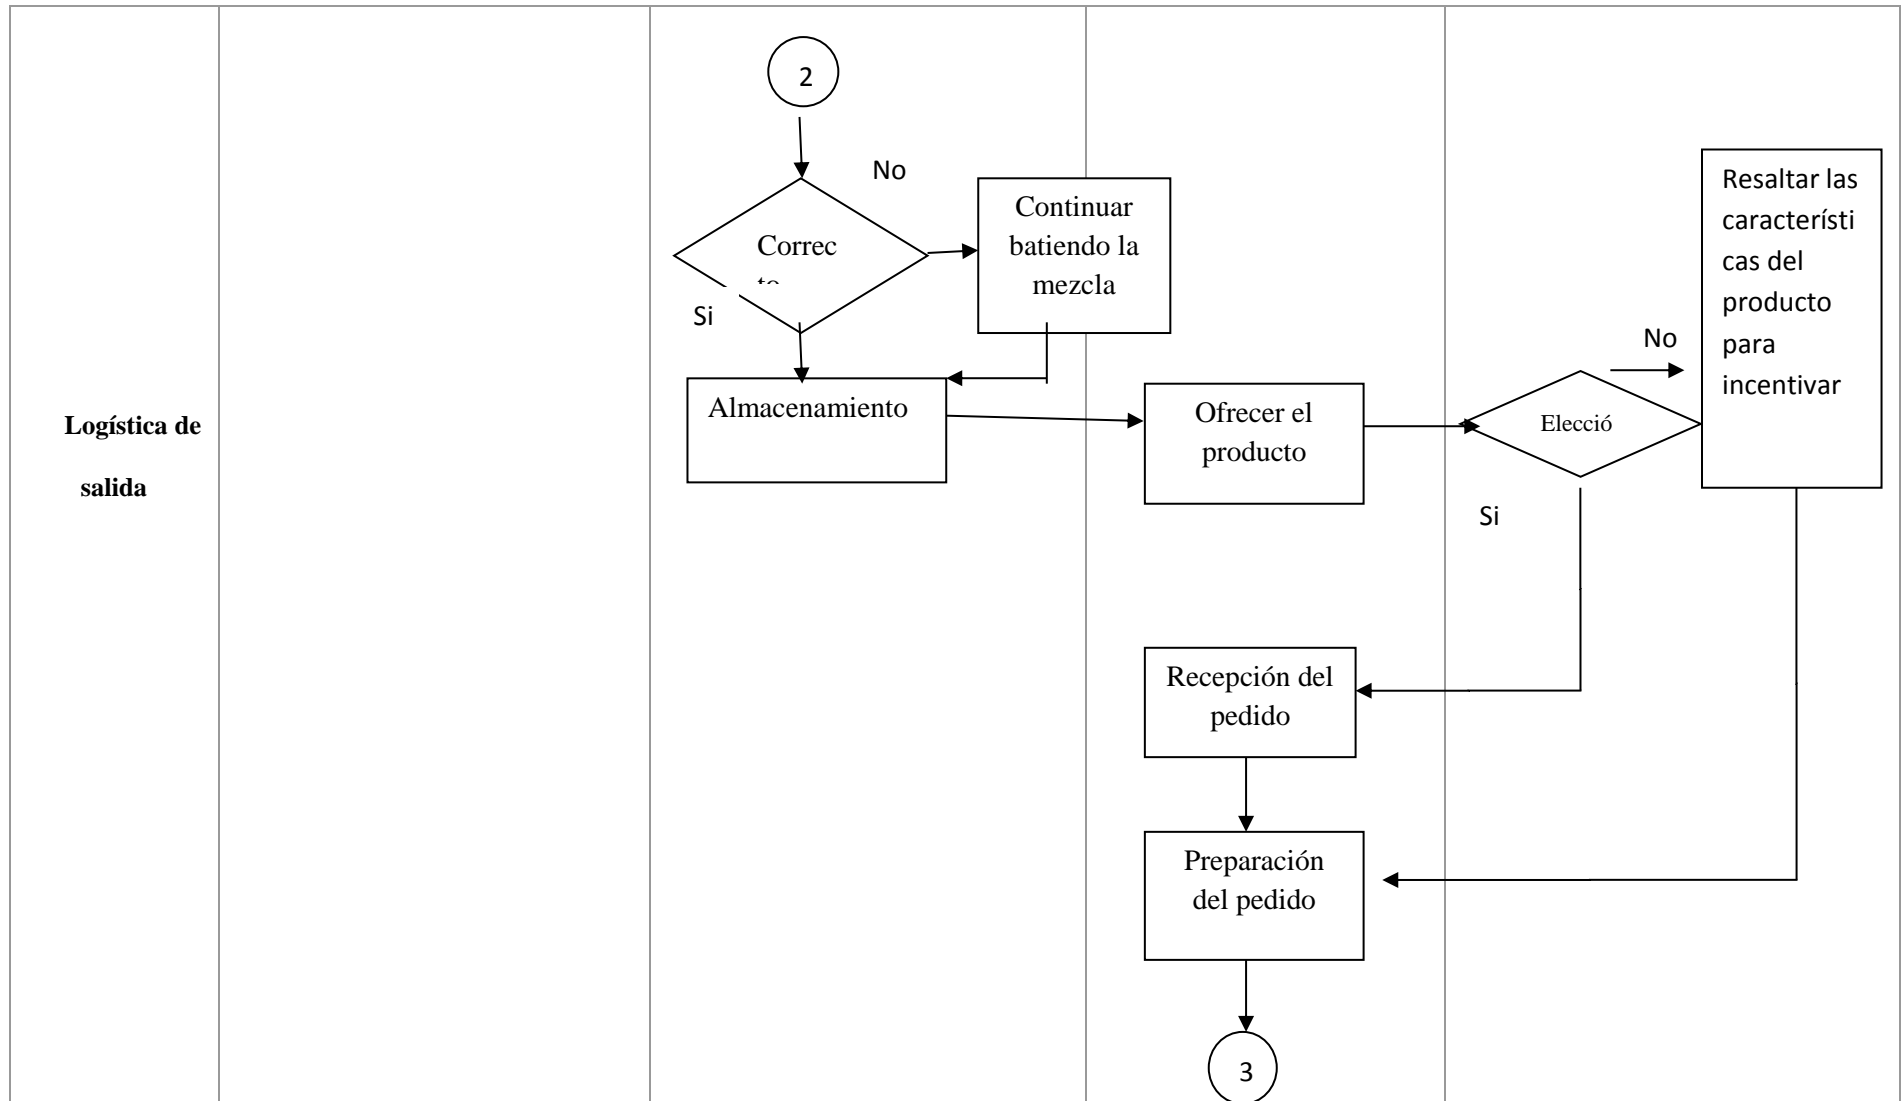 2
No
Correc
to
Si
Continuar
batiendo la
mezcla
Almacenamiento
Logística de
salida
Ofrecer el
producto
Elecció
No
Si
Resaltar las
característi
cas del
producto
para
incentivar
Recepción del
pedido
Preparación
del pedido
3